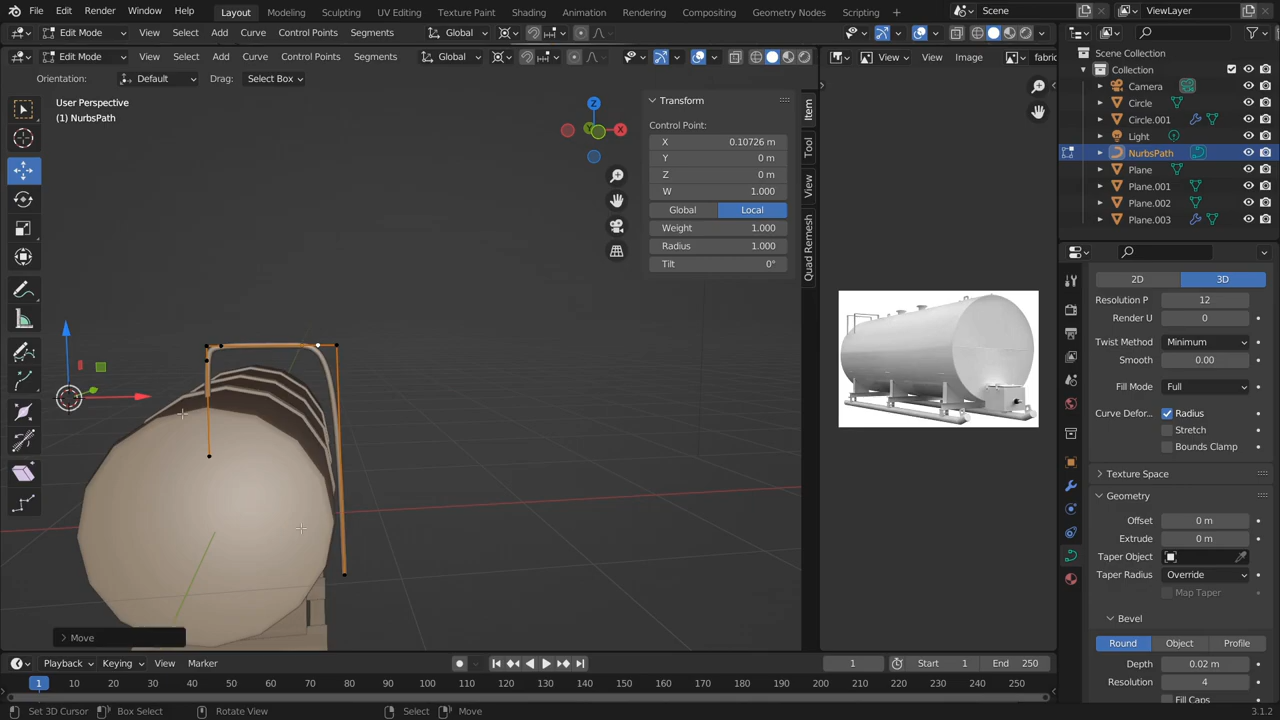 File Edit Render Window Help Layout Modeling Sculpting UV Editing Texture Paint Shading Animation Rendering Compositing Geometry Nodes Scripting Scene ViewLayer
Edit Mode View Select Add Curve Control Points Segments Global
Edit Mode View Select Add Curve Control Points Segments Global View View Image fabric
Orientation: Default Drag: Select Box
User Perspective
(1) NurbsPath
Z
X
Y
Transform
Control Point:
X 0.10726 m
Y 0 m
Z 0 m
W 1.000
Global Local
Weight 1.000
Radius 1.000
Tilt 0°
Item
Tool
View
Quad Remesh
Scene Collection
Collection
Camera
Circle
Circle.001
Light
NurbsPath
Plane
Plane.001
Plane.002
Plane.003
2D 3D
Resolution P 12
Render U 0
Twist Method Minimum
Smooth 0.00
Fill Mode Full
Curve Defor.. Radius
Stretch
Bounds Clamp
Texture Space
Geometry
Offset 0 m
Extrude 0 m
Taper Object
Taper Radius Override
Map Taper
Bevel
Round Object Profile
Depth 0.02 m
Resolution 4
Fill Caps
Move
Playback Keying View Marker 1 Start 1 End 250
1 10 20 30 40 50 60 70 80 90 100 110 120 130 140 150 160 170 180 190 200 210 220 230 240 250
Set 3D Cursor Box Select Rotate View Select Move 3.1.2